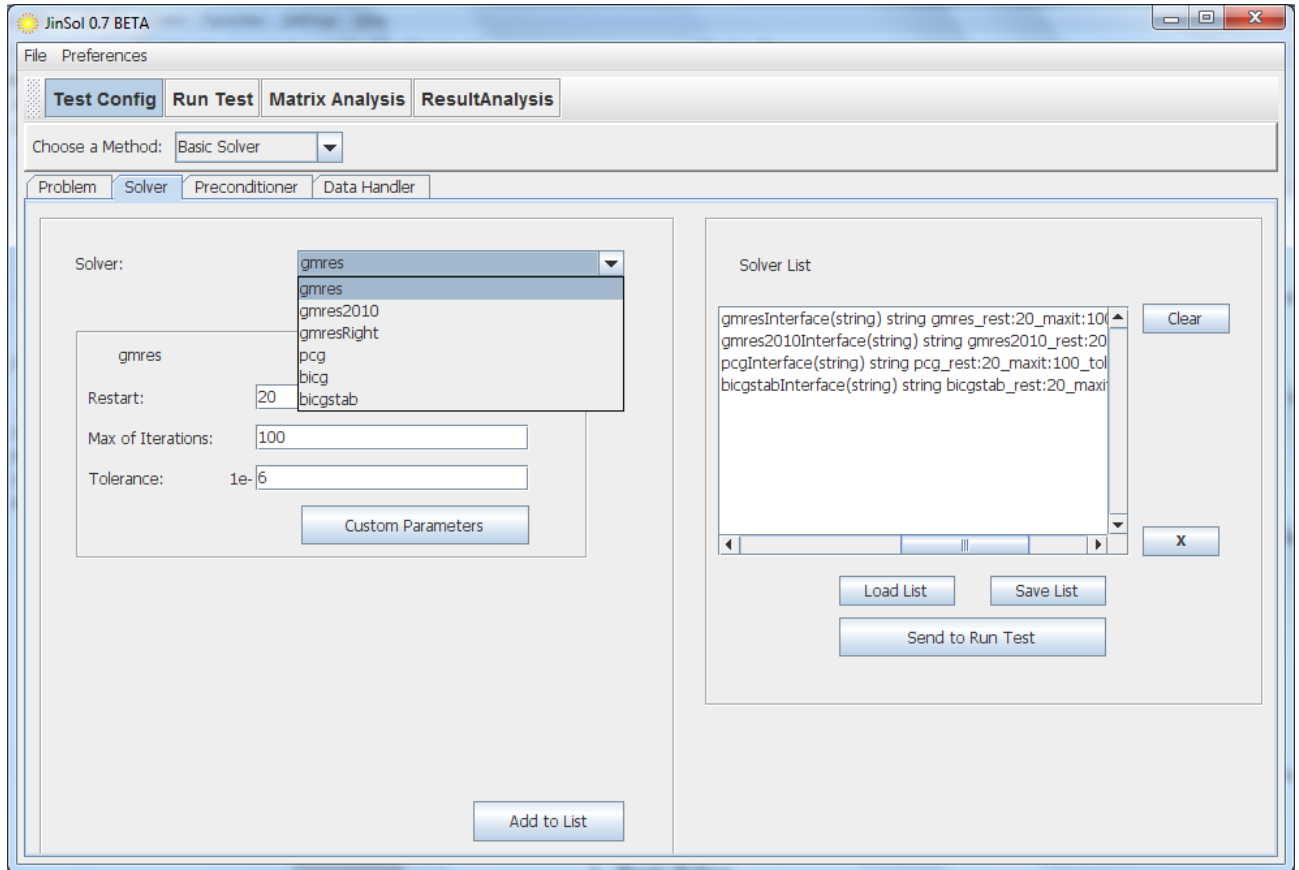 JinSol 0.7 BETA
File Preferences
Test Config Run Test Matrix Analysis ResultAnalysis
Choose a Method: Basic Solver
Problem Solver Preconditioner Data Handler
Solver: gmres
gmres
gmres2010
gmresRight
pcg
bicg
bicgstab
gmres
Restart: 20
Max of Iterations: 100
Tolerance: 1e- 6
Custom Parameters
Add to List
Solver List
gmresInterface(string) string gmres_rest:20_maxit:100
gmres2010Interface(string) string gmres2010_rest:20
pcgInterface(string) string pcg_rest:20_maxit:100_tol
bicgstabInterface(string) string bicgstab_rest:20_maxit
Clear
X
Load List Save List
Send to Run Test